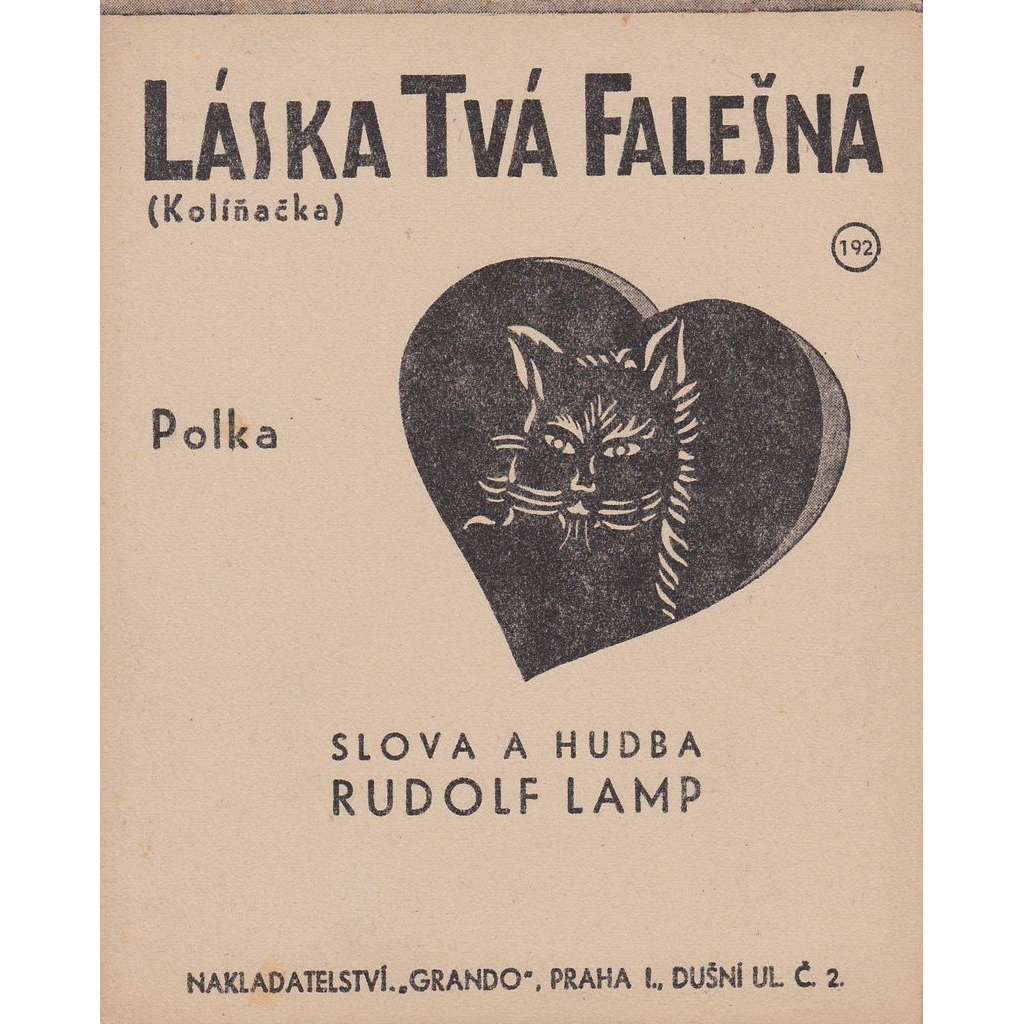 LÁSKA TVÁ FALEŠNÁ
(Kolíňačka)
192
Polka
SLOVA A HUDBA
RUDOLF LAMP
NAKLADATELSTVÍ „GRANDO“, PRAHA I., DUŠNÍ UL. Č. 2.